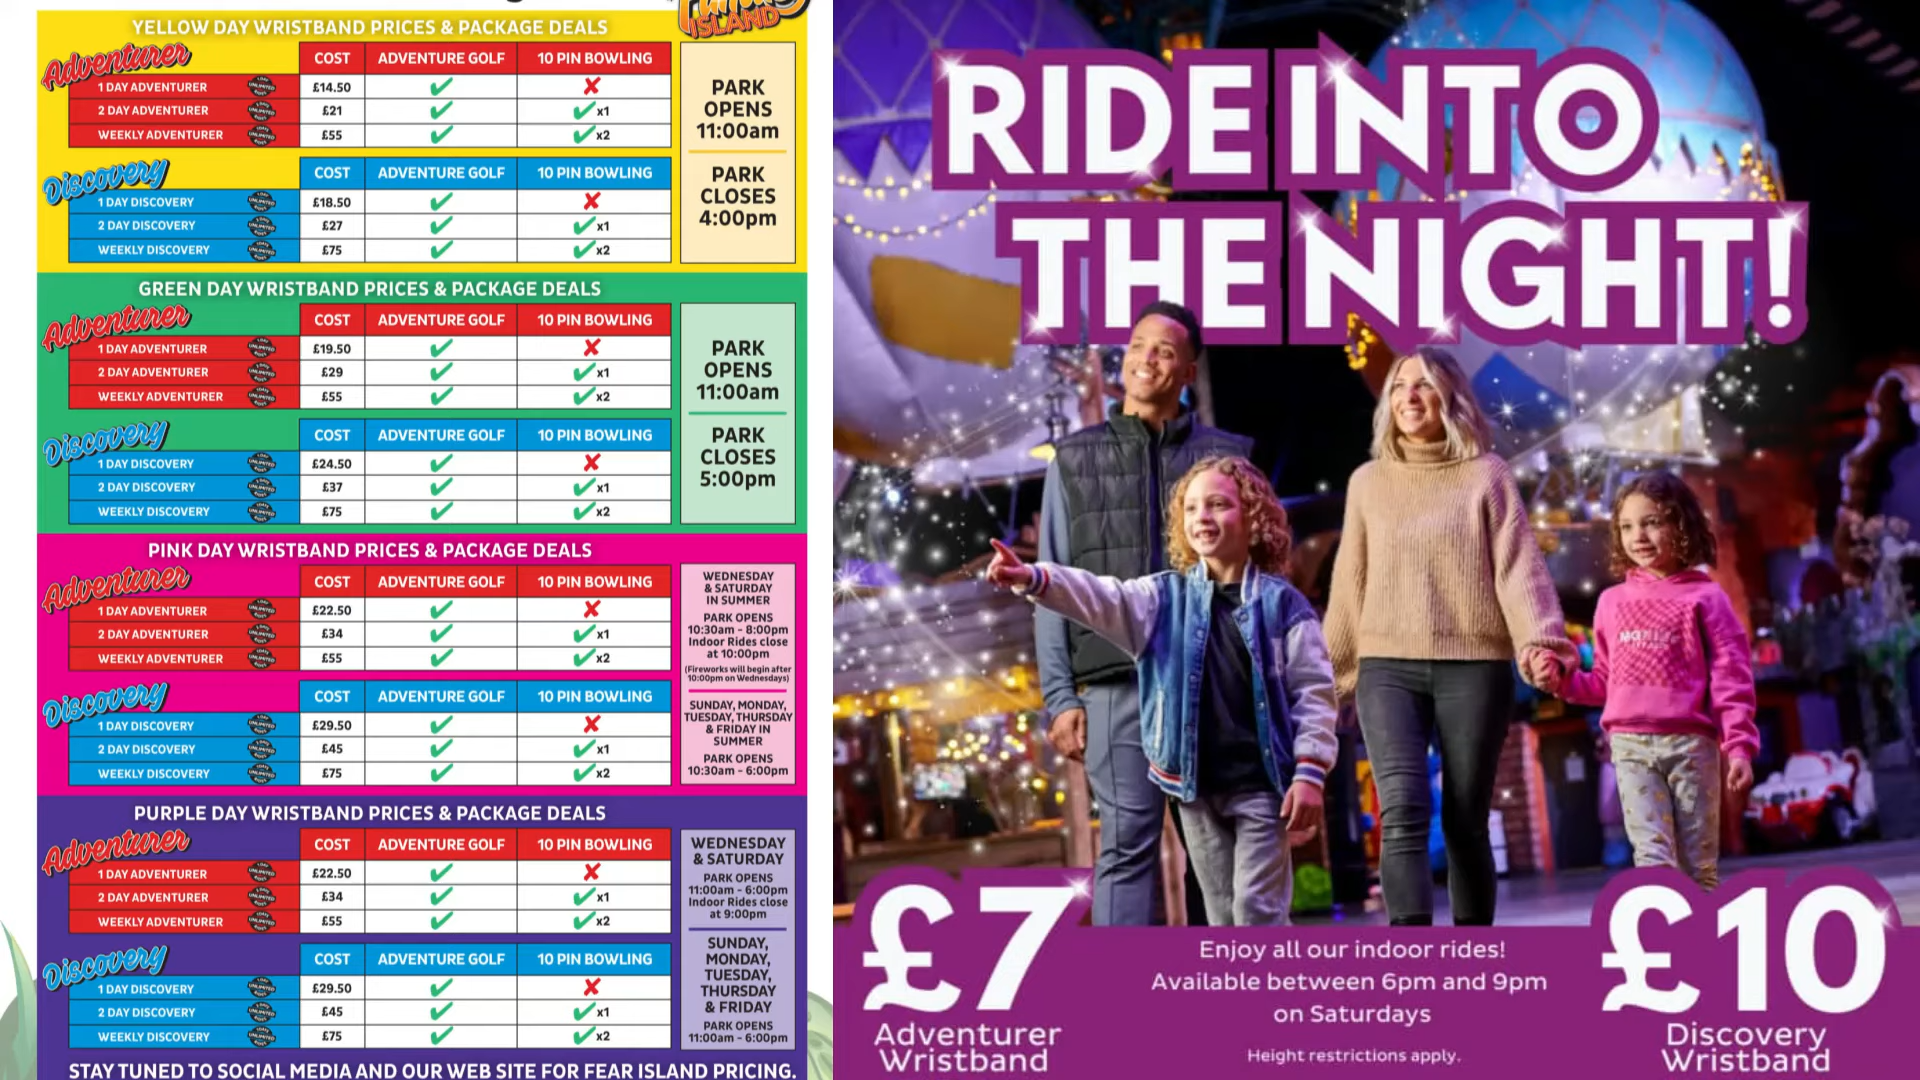 ISLAND
YELLOW DAY WRISTBAND PRICES & PACKAGE DEALS
Adventurer COST ADVENTURE GOLF 10 PIN BOWLING
1 DAY ADVENTURER £14.50
2 DAY ADVENTURER £21 x1
WEEKLY ADVENTURER £55 x2
PARK
OPENS
11:00am
PARK
CLOSES
4:00pm
Discovery COST ADVENTURE GOLF 10 PIN BOWLING
1 DAY DISCOVERY £18.50
2 DAY DISCOVERY £27 x1
WEEKLY DISCOVERY £75 x2
GREEN DAY WRISTBAND PRICES & PACKAGE DEALS
Adventurer COST ADVENTURE GOLF 10 PIN BOWLING
1 DAY ADVENTURER £19.50
2 DAY ADVENTURER £29 x1
WEEKLY ADVENTURER £55 x2
PARK
OPENS
11:00am
PARK
CLOSES
5:00pm
Discovery COST ADVENTURE GOLF 10 PIN BOWLING
1 DAY DISCOVERY £24.50
2 DAY DISCOVERY £37 x1
WEEKLY DISCOVERY £75 x2
PINK DAY WRISTBAND PRICES & PACKAGE DEALS
Adventurer COST ADVENTURE GOLF 10 PIN BOWLING
1 DAY ADVENTURER £22.50
2 DAY ADVENTURER £34 x1
WEEKLY ADVENTURER £55 x2
WEDNESDAY
& SATURDAY
IN SUMMER
PARK OPENS
10:30am - 8:00pm
Indoor Rides close
at 10:00pm
(Fireworks will begin after
10:00pm on Wednesdays)
SUNDAY, MONDAY,
TUESDAY, THURSDAY
& FRIDAY IN
SUMMER
PARK OPENS
10:30am - 6:00pm
Discovery COST ADVENTURE GOLF 10 PIN BOWLING
1 DAY DISCOVERY £29.50
2 DAY DISCOVERY £45 x1
WEEKLY DISCOVERY £75 x2
PURPLE DAY WRISTBAND PRICES & PACKAGE DEALS
Adventurer COST ADVENTURE GOLF 10 PIN BOWLING
1 DAY ADVENTURER £22.50
2 DAY ADVENTURER £34 x1
WEEKLY ADVENTURER £55 x2
WEDNESDAY
& SATURDAY
PARK OPENS
11:00am - 6:00pm
Indoor Rides close
at 9:00pm
SUNDAY,
MONDAY,
TUESDAY,
THURSDAY
& FRIDAY
PARK OPENS
11:00am - 6:00pm
Discovery COST ADVENTURE GOLF 10 PIN BOWLING
1 DAY DISCOVERY £29.50
2 DAY DISCOVERY £45 x1
WEEKLY DISCOVERY £75 x2
STAY TUNED TO SOCIAL MEDIA AND OUR WEB SITE FOR FEAR ISLAND PRICING.
RIDE INTO
THE NIGHT!
£7
Adventurer
Wristband
Enjoy all our indoor rides!
Available between 6pm and 9pm
on Saturdays
Height restrictions apply.
£10
Discovery
Wristband